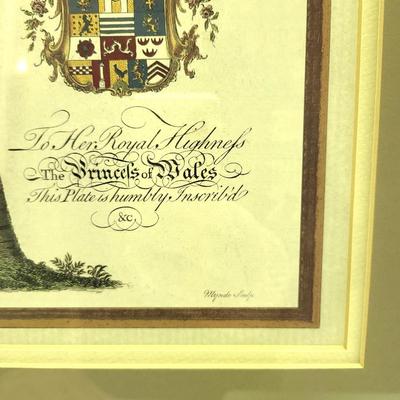 To Her Royal Highneſs
The Princeſs of Wales
This Plate is humbly Inscrib'd
&c.
Mynde Sculp.